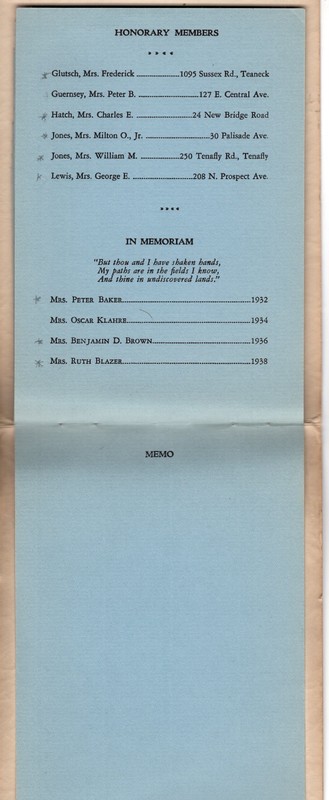 HONORARY MEMBERS
* * * *
Glutsch, Mrs. Frederick ................1095 Sussex Rd., Teaneck
Guernsey, Mrs. Peter B. ........................127 E. Central Ave.
Hatch, Mrs. Charles E. ......................24 New Bridge Road
Jones, Mrs. Milton O., Jr. ........................30 Palisade Ave.
Jones, Mrs. William M. ...............250 Tenafly Rd., Tenafly
Lewis, Mrs. George E. .........................208 N. Prospect Ave.
****
IN MEMORIAM
"But thou and I have shaken hands,
My paths are in the fields I know,
And thine in undiscovered lands."
Mrs. Peter Baker..................................................1932
Mrs. Oscar Klahre................................................1934
Mrs. Benjamin D. Brown......................................1936
Mrs. Ruth Blazer..................................................1938
MEMO